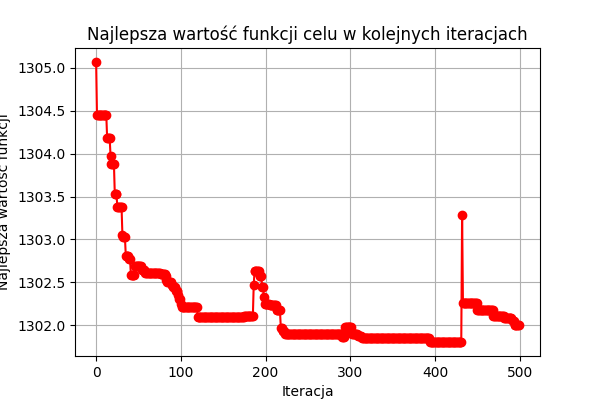 Najlepsza wartość funkcji celu w kolejnych iteracjach
1305.0
1304.5
1304.0
1303.5
1303.0
1302.5
1302.0
Najlepsza wartość funkcji
0 100 200 300 400 500
Iteracja